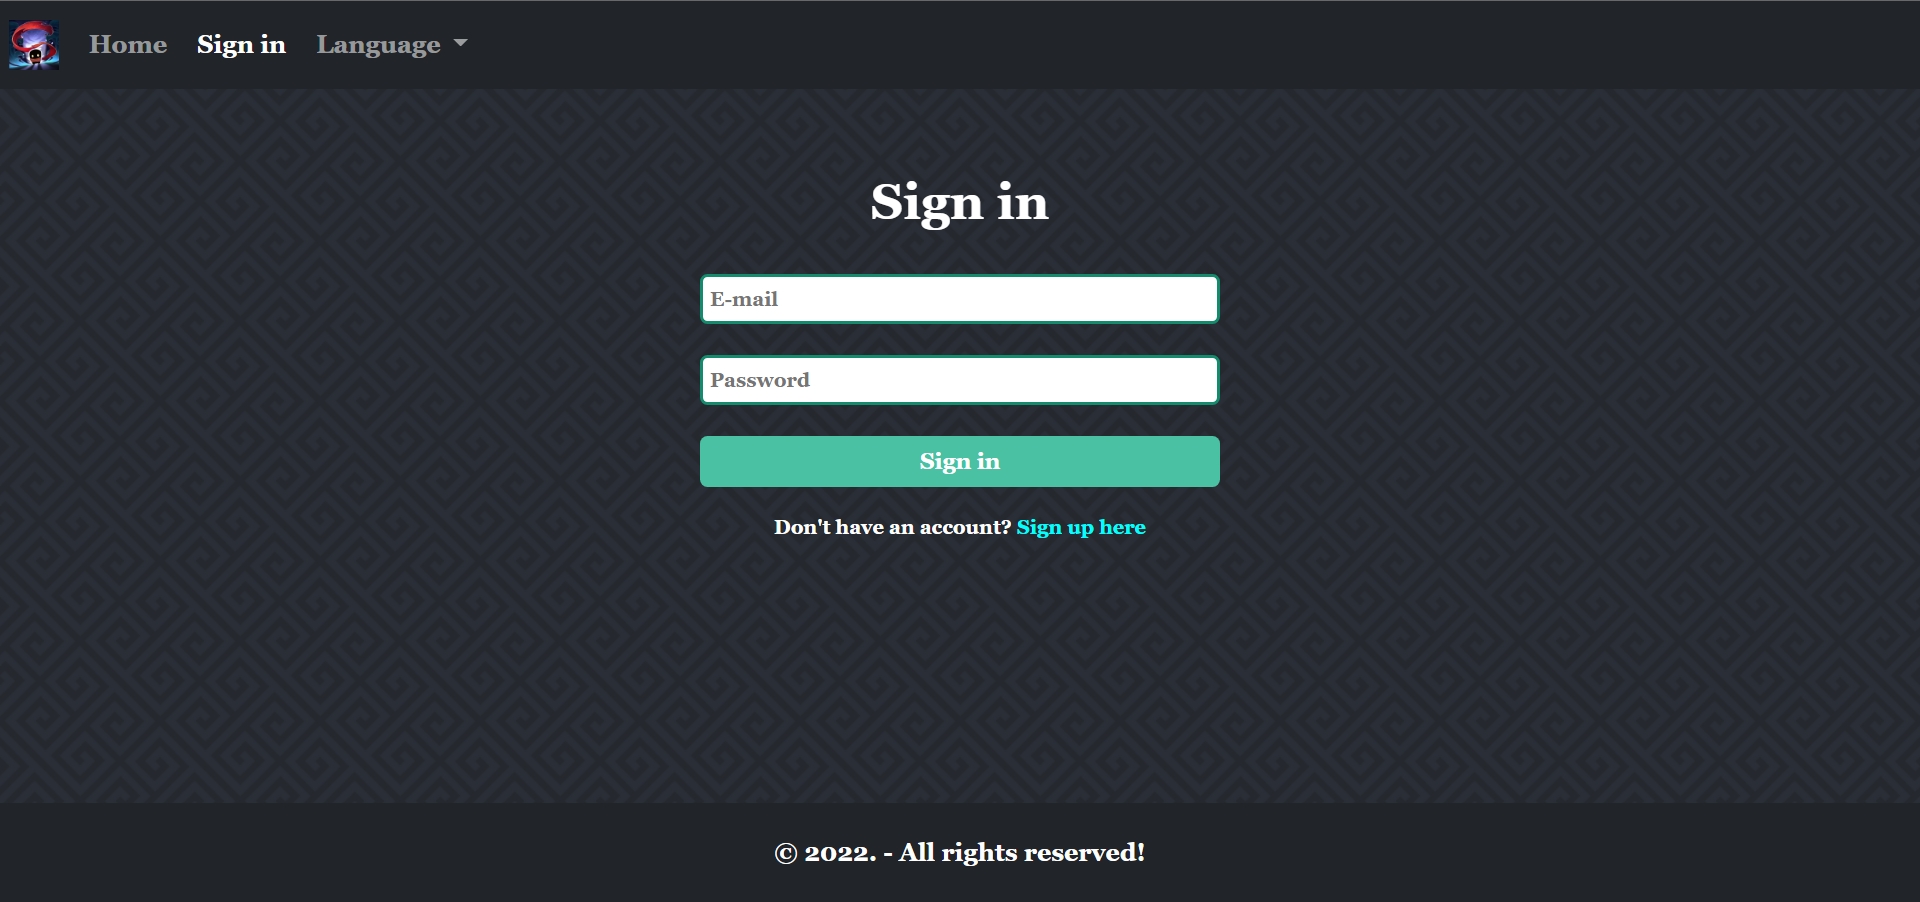 Home Sign in Language
Sign in
E-mail
Password
Sign in
Don't have an account? Sign up here
© 2022. - All rights reserved!